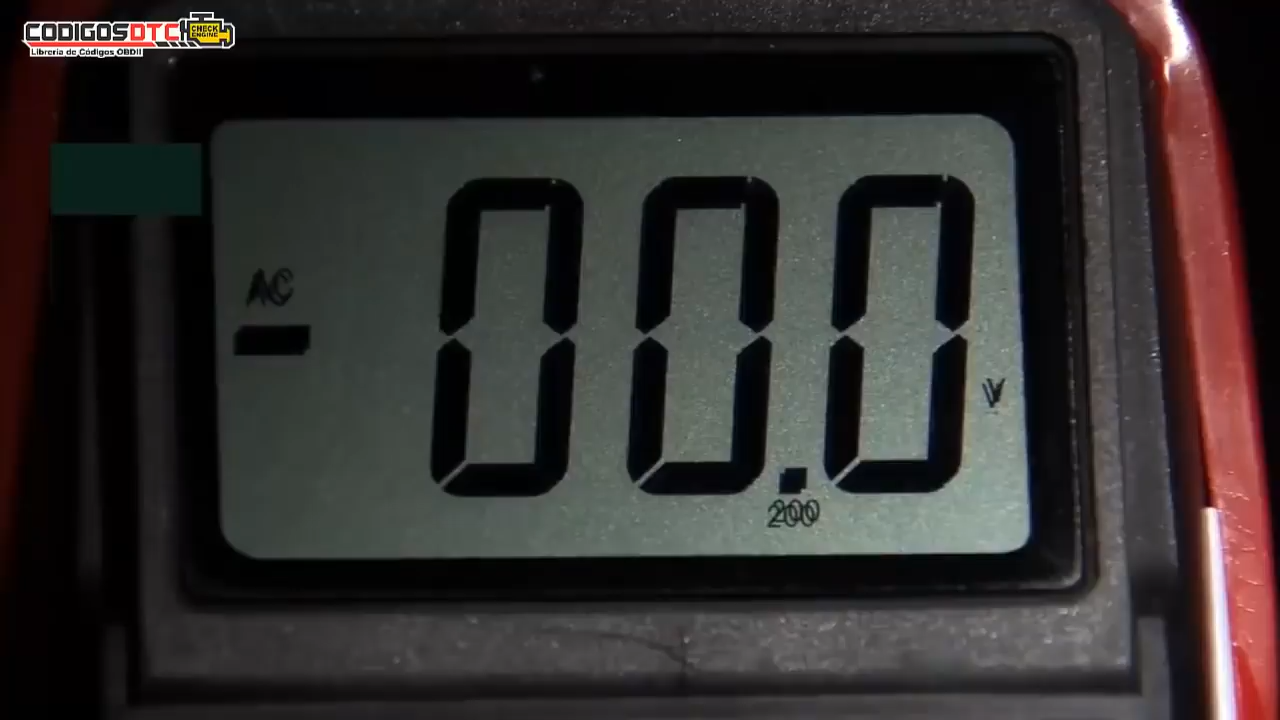 CODIGOSDTC
CHECK
ENGINE
Librería de Códigos OBDII
AC
-00.0
V
200